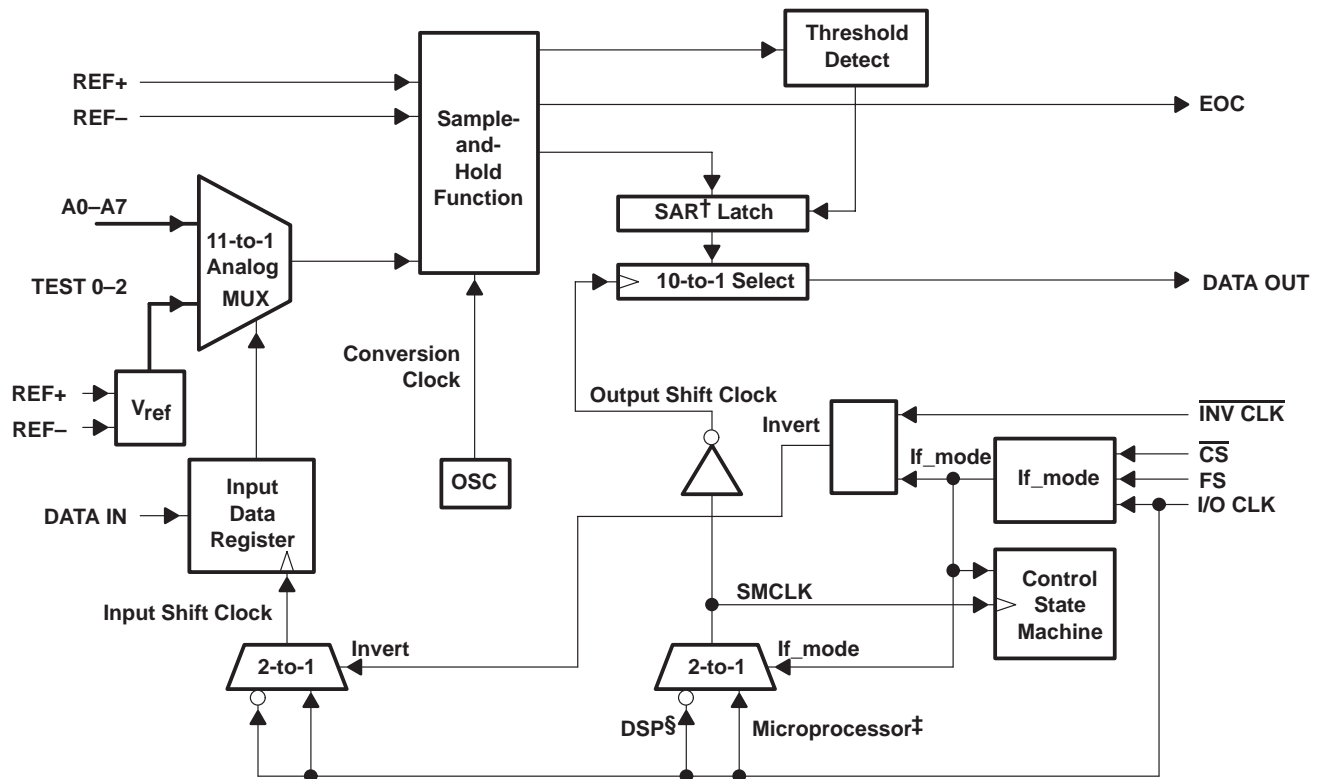 Threshold
Detect
REF+
REF–
Sample-
and-
Hold
Function
EOC
A0–A7
SAR† Latch
11-to-1
Analog
MUX
TEST 0–2
10-to-1 Select
DATA OUT
Conversion
Clock
REF+
REF–
Vref
Output Shift Clock
Invert
INV CLK
If_mode
If_mode
CS
FS
I/O CLK
OSC
Input
Data
Register
DATA IN
Control
State
Machine
SMCLK
Input Shift Clock
2-to-1
Invert
2-to-1
If_mode
DSP§
Microprocessor‡